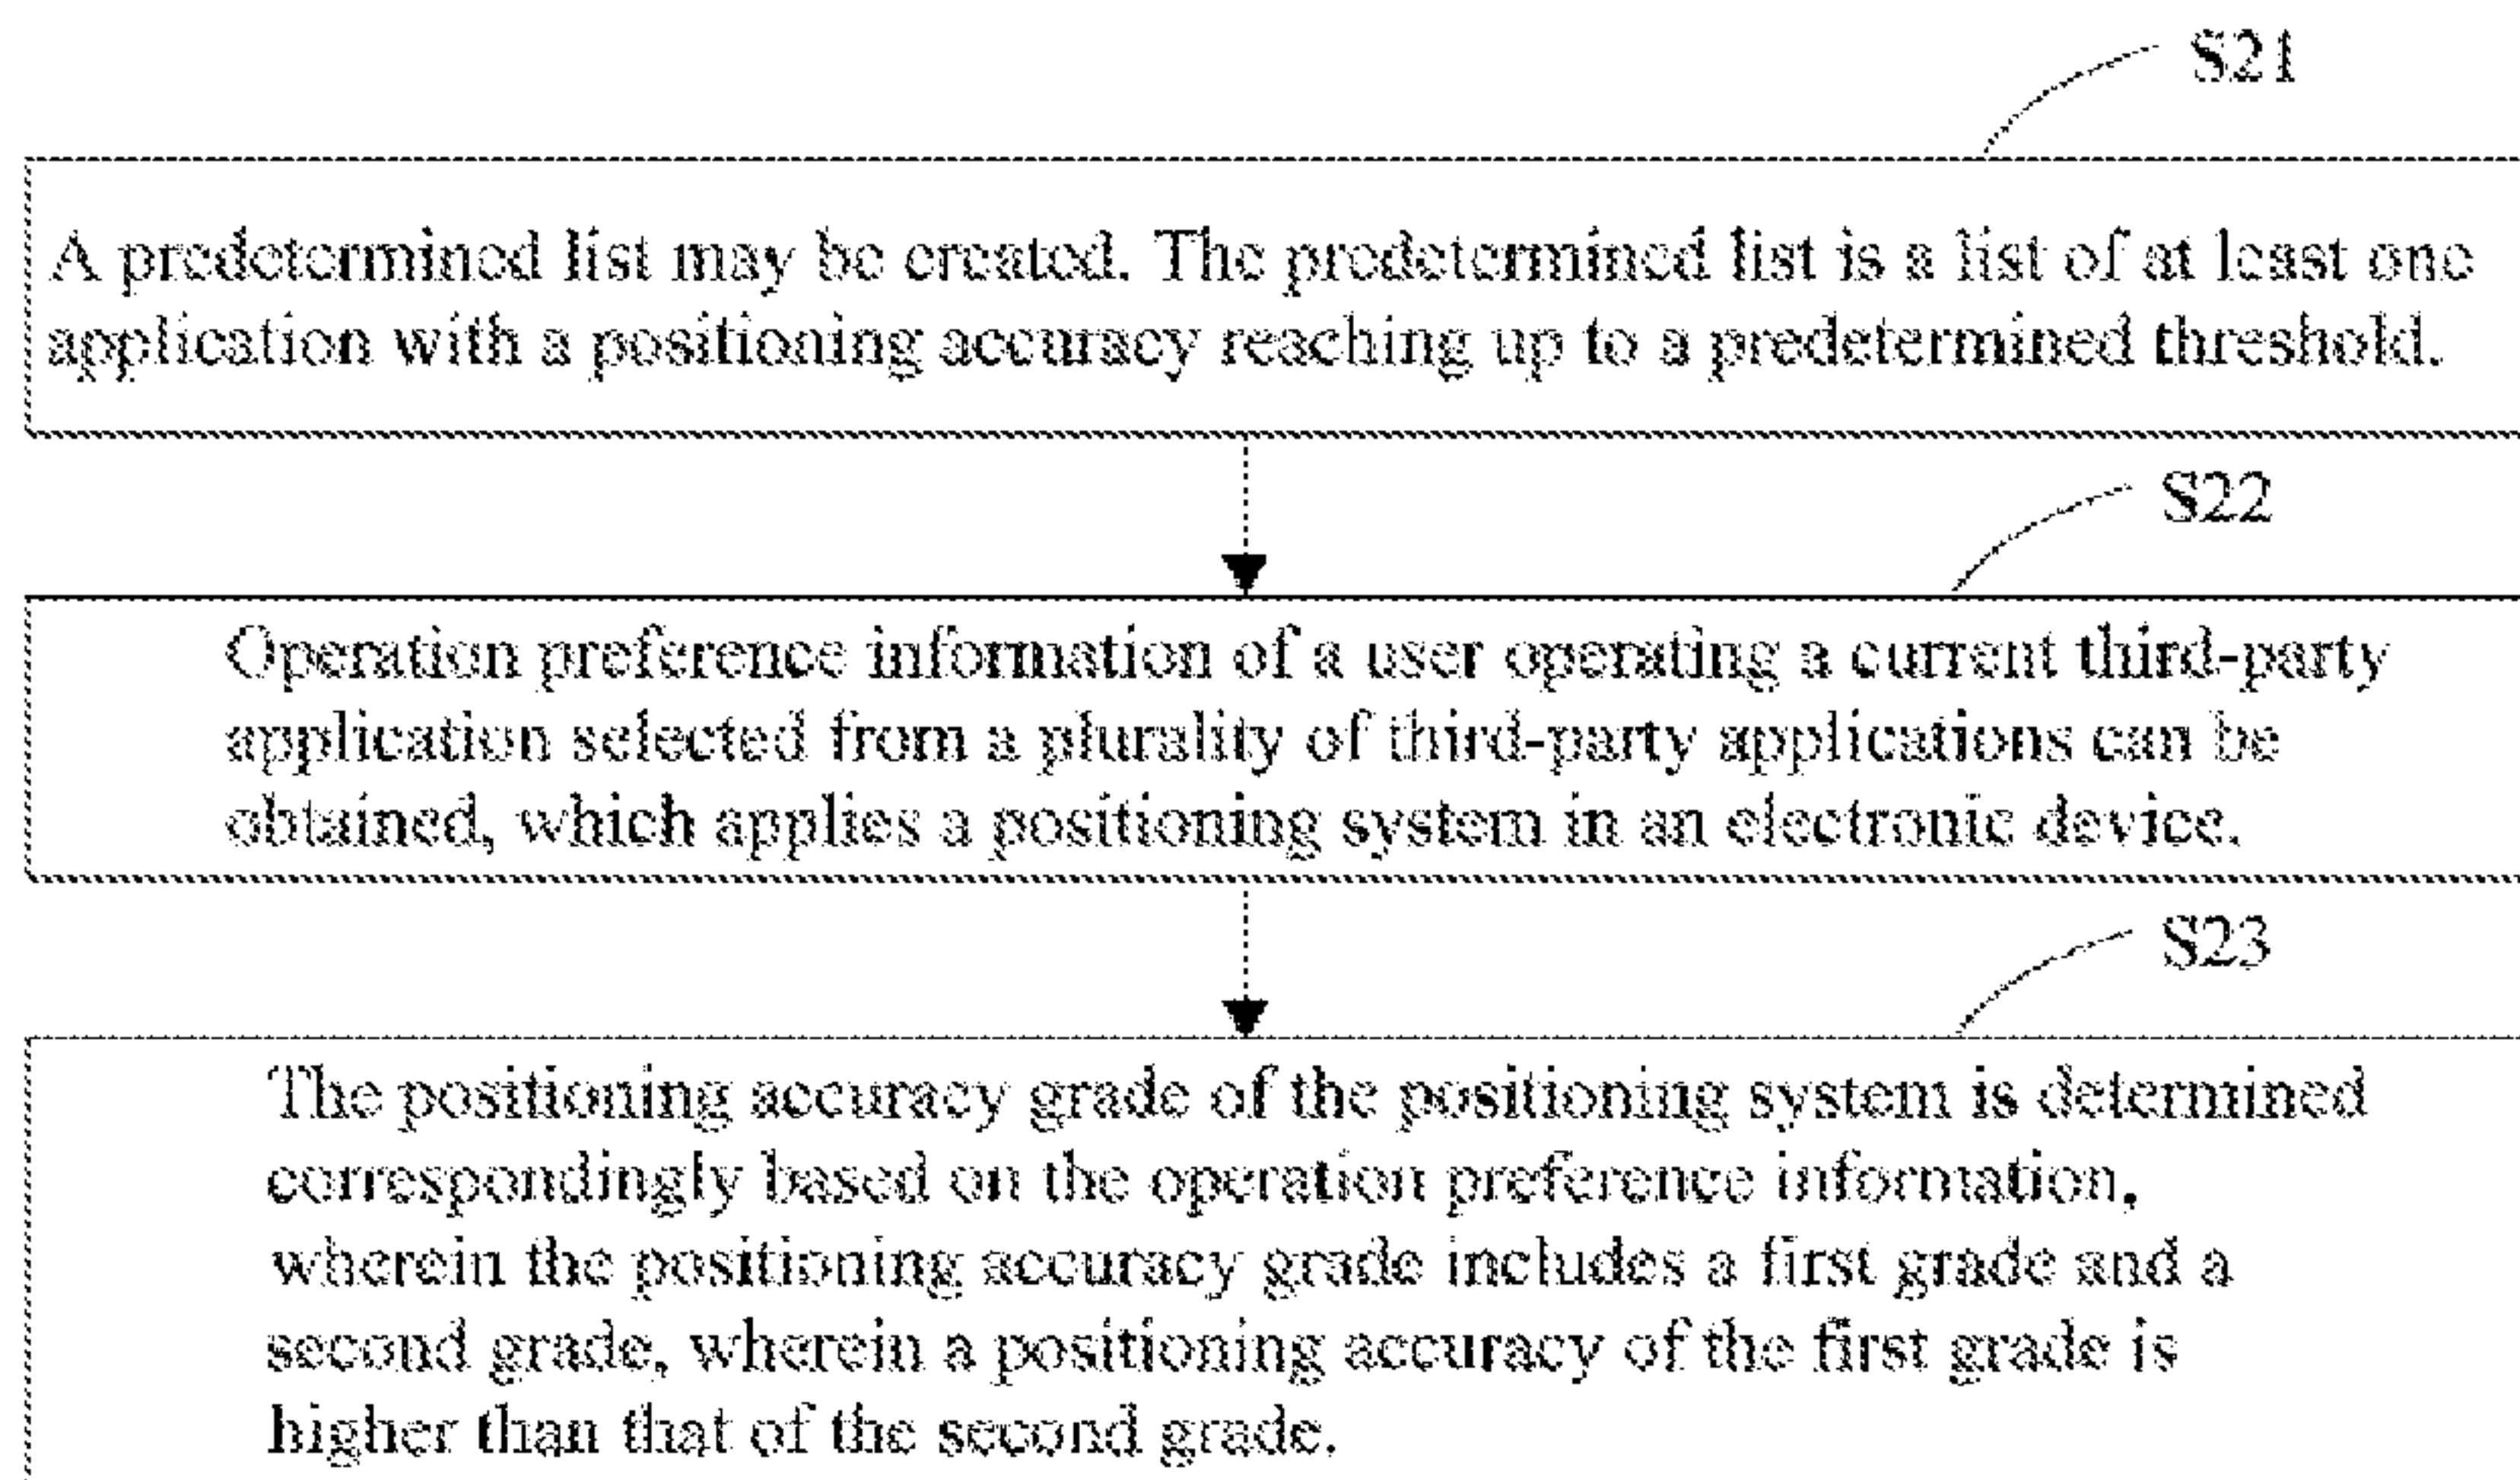 S21
A predetermined list may be created. The predetermined list is a list of at least one
application with a positioning accuracy reaching up to a predetermined threshold.
S22
Operation preference information of a user operating a current third-party
application selected from a plurality of third-party applications can be
obtained, which applies a positioning system in an electronic device.
S23
The positioning accuracy grade of the positioning system is determined
correspondingly based on the operation preference information,
wherein the positioning accuracy grade includes a first grade and a
second grade, wherein a positioning accuracy of the first grade is
higher than that of the second grade.